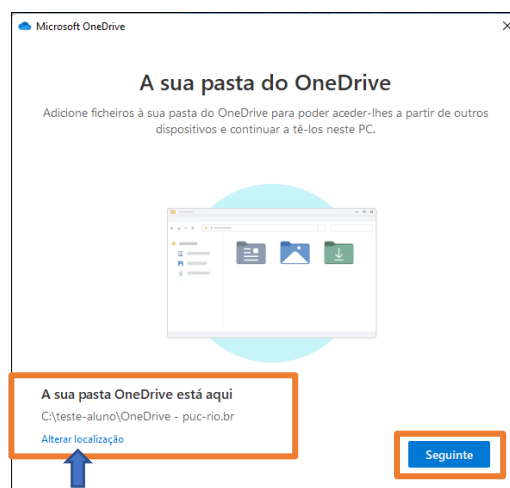 Microsoft OneDrive
A sua pasta do OneDrive
Adicione ficheiros à sua pasta do OneDrive para poder aceder-lhes a partir de outros
dispositivos e continuar a tê-los neste PC.
A sua pasta OneDrive está aqui
C:\teste-aluno\OneDrive - puc-rio.br
Alterar localização
Seguinte